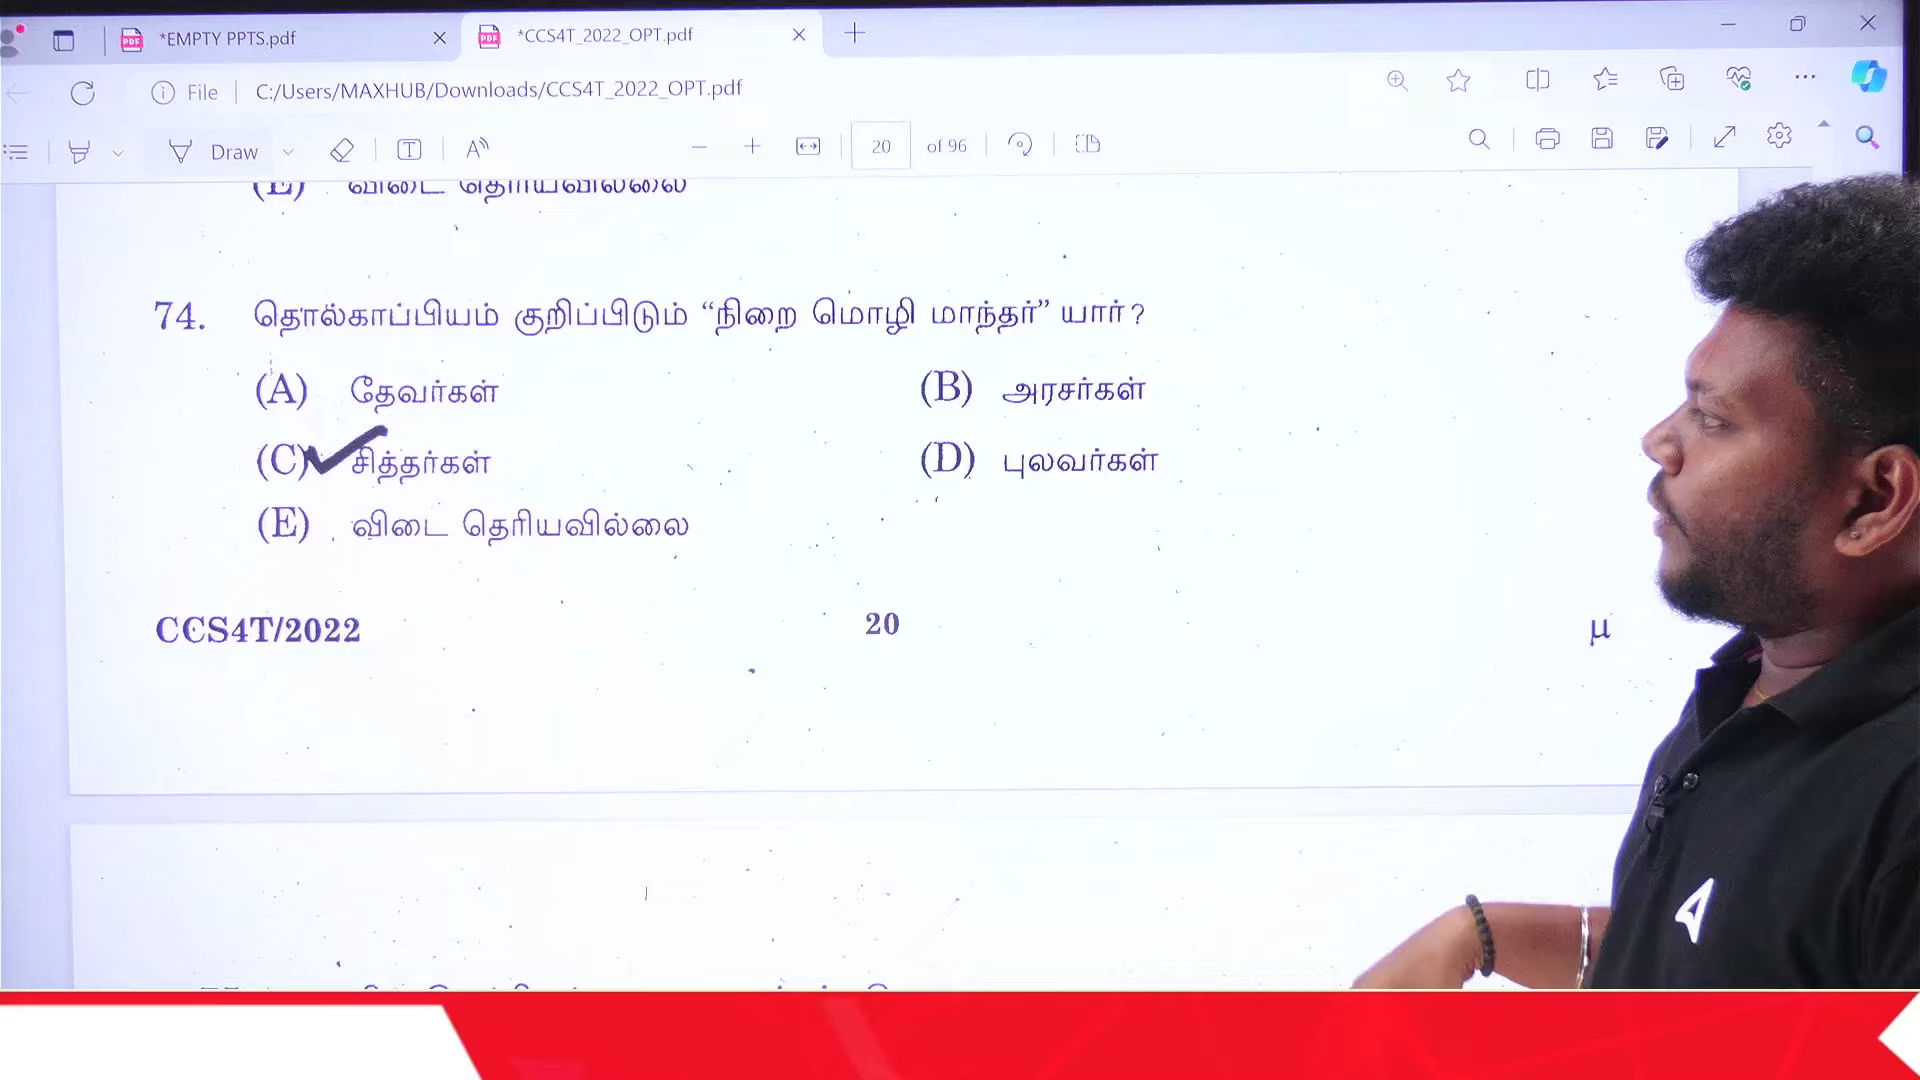 *EMPTY PPTS.pdf
*CCS4T_2022_OPT.pdf
File
C:/Users/MAXHUB/Downloads/CCS4T_2022_OPT.pdf
Draw
20 of 96
(E) விடை தெரியவில்லை
74. தொல்காப்பியம் குறிப்பிடும் “நிறை மொழி மாந்தர்” யார்?
(A) தேவர்கள் (B) அரசர்கள்
(C) சித்தர்கள் (D) புலவர்கள்
(E) விடை தெரியவில்லை
CCS4T/2022 20 µ